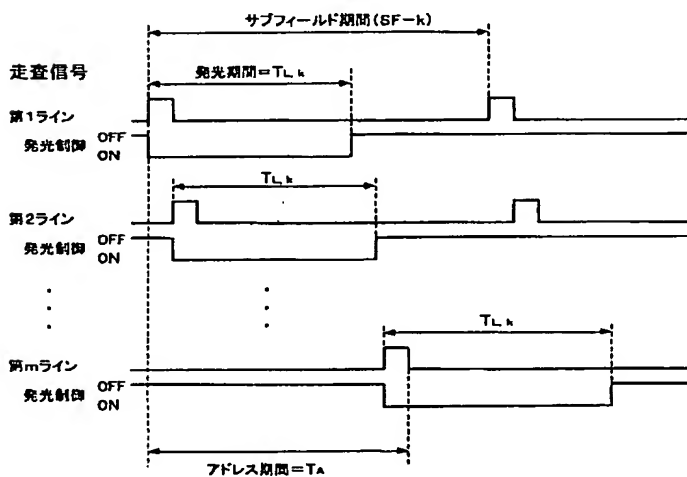 サブフィールド期間(SF-k)
走査信号
発光期間=TL,k
第1ライン
発光制御
OFF
ON
TL,k
第2ライン
発光制御
OFF
ON
TL,k
第mライン
発光制御
OFF
ON
アドレス期間=TA